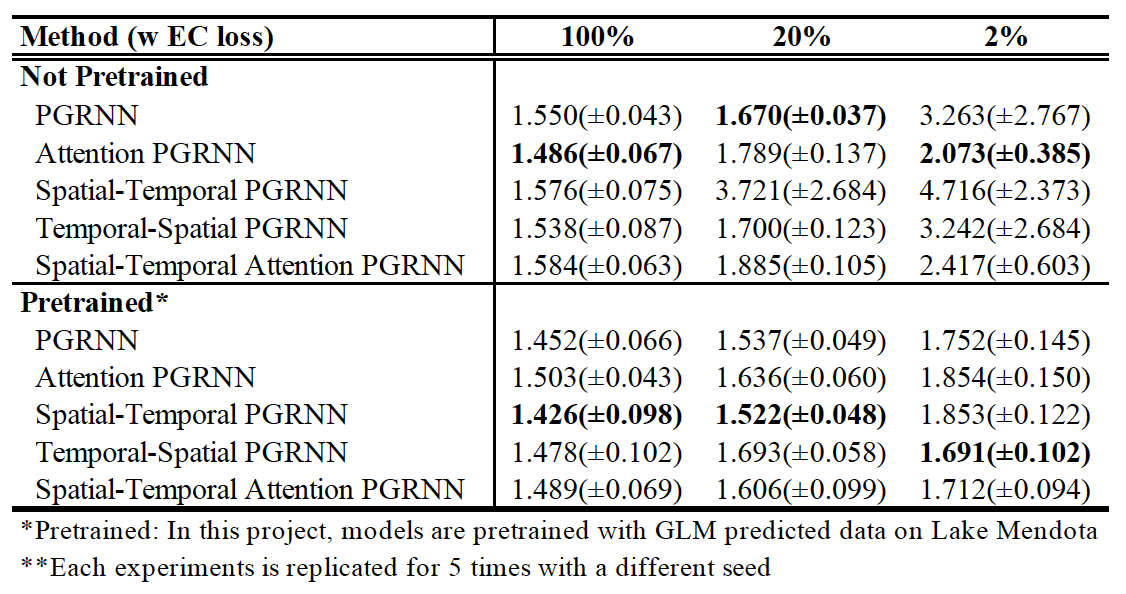 Method (w EC loss) 100% 20% 2%
Not Pretrained
PGRNN 1.550(±0.043) 1.670(±0.037) 3.263(±2.767)
Attention PGRNN 1.486(±0.067) 1.789(±0.137) 2.073(±0.385)
Spatial-Temporal PGRNN 1.576(±0.075) 3.721(±2.684) 4.716(±2.373)
Temporal-Spatial PGRNN 1.538(±0.087) 1.700(±0.123) 3.242(±2.684)
Spatial-Temporal Attention PGRNN 1.584(±0.063) 1.885(±0.105) 2.417(±0.603)
Pretrained*
PGRNN 1.452(±0.066) 1.537(±0.049) 1.752(±0.145)
Attention PGRNN 1.503(±0.043) 1.636(±0.060) 1.854(±0.150)
Spatial-Temporal PGRNN 1.426(±0.098) 1.522(±0.048) 1.853(±0.122)
Temporal-Spatial PGRNN 1.478(±0.102) 1.693(±0.058) 1.691(±0.102)
Spatial-Temporal Attention PGRNN 1.489(±0.069) 1.606(±0.099) 1.712(±0.094)
*Pretrained: In this project, models are pretrained with GLM predicted data on Lake Mendota
**Each experiments is replicated for 5 times with a different seed